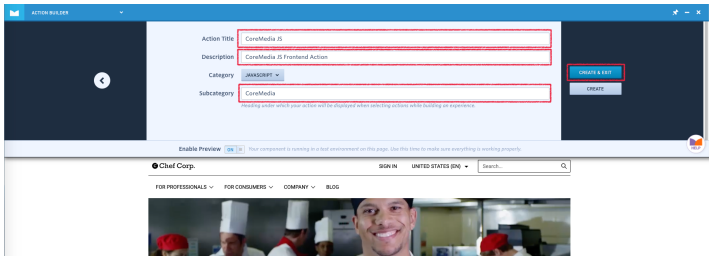 ACTION BUILDER
Action Title CoreMedia JS
Description CoreMedia JS Frontend Action
Category JAVASCRIPT
Subcategory CoreMedia
Heading under which your action will be displayed when selecting actions while building an experience.
CREATE & EXIT
CREATE
Enable Preview ON Your component is running in a test environment on this page. Use this time to make sure everything is working properly.
HELP
Chef Corp. SIGN IN UNITED STATES (EN) Search...
FOR PROFESSIONALS FOR CONSUMERS COMPANY BLOG